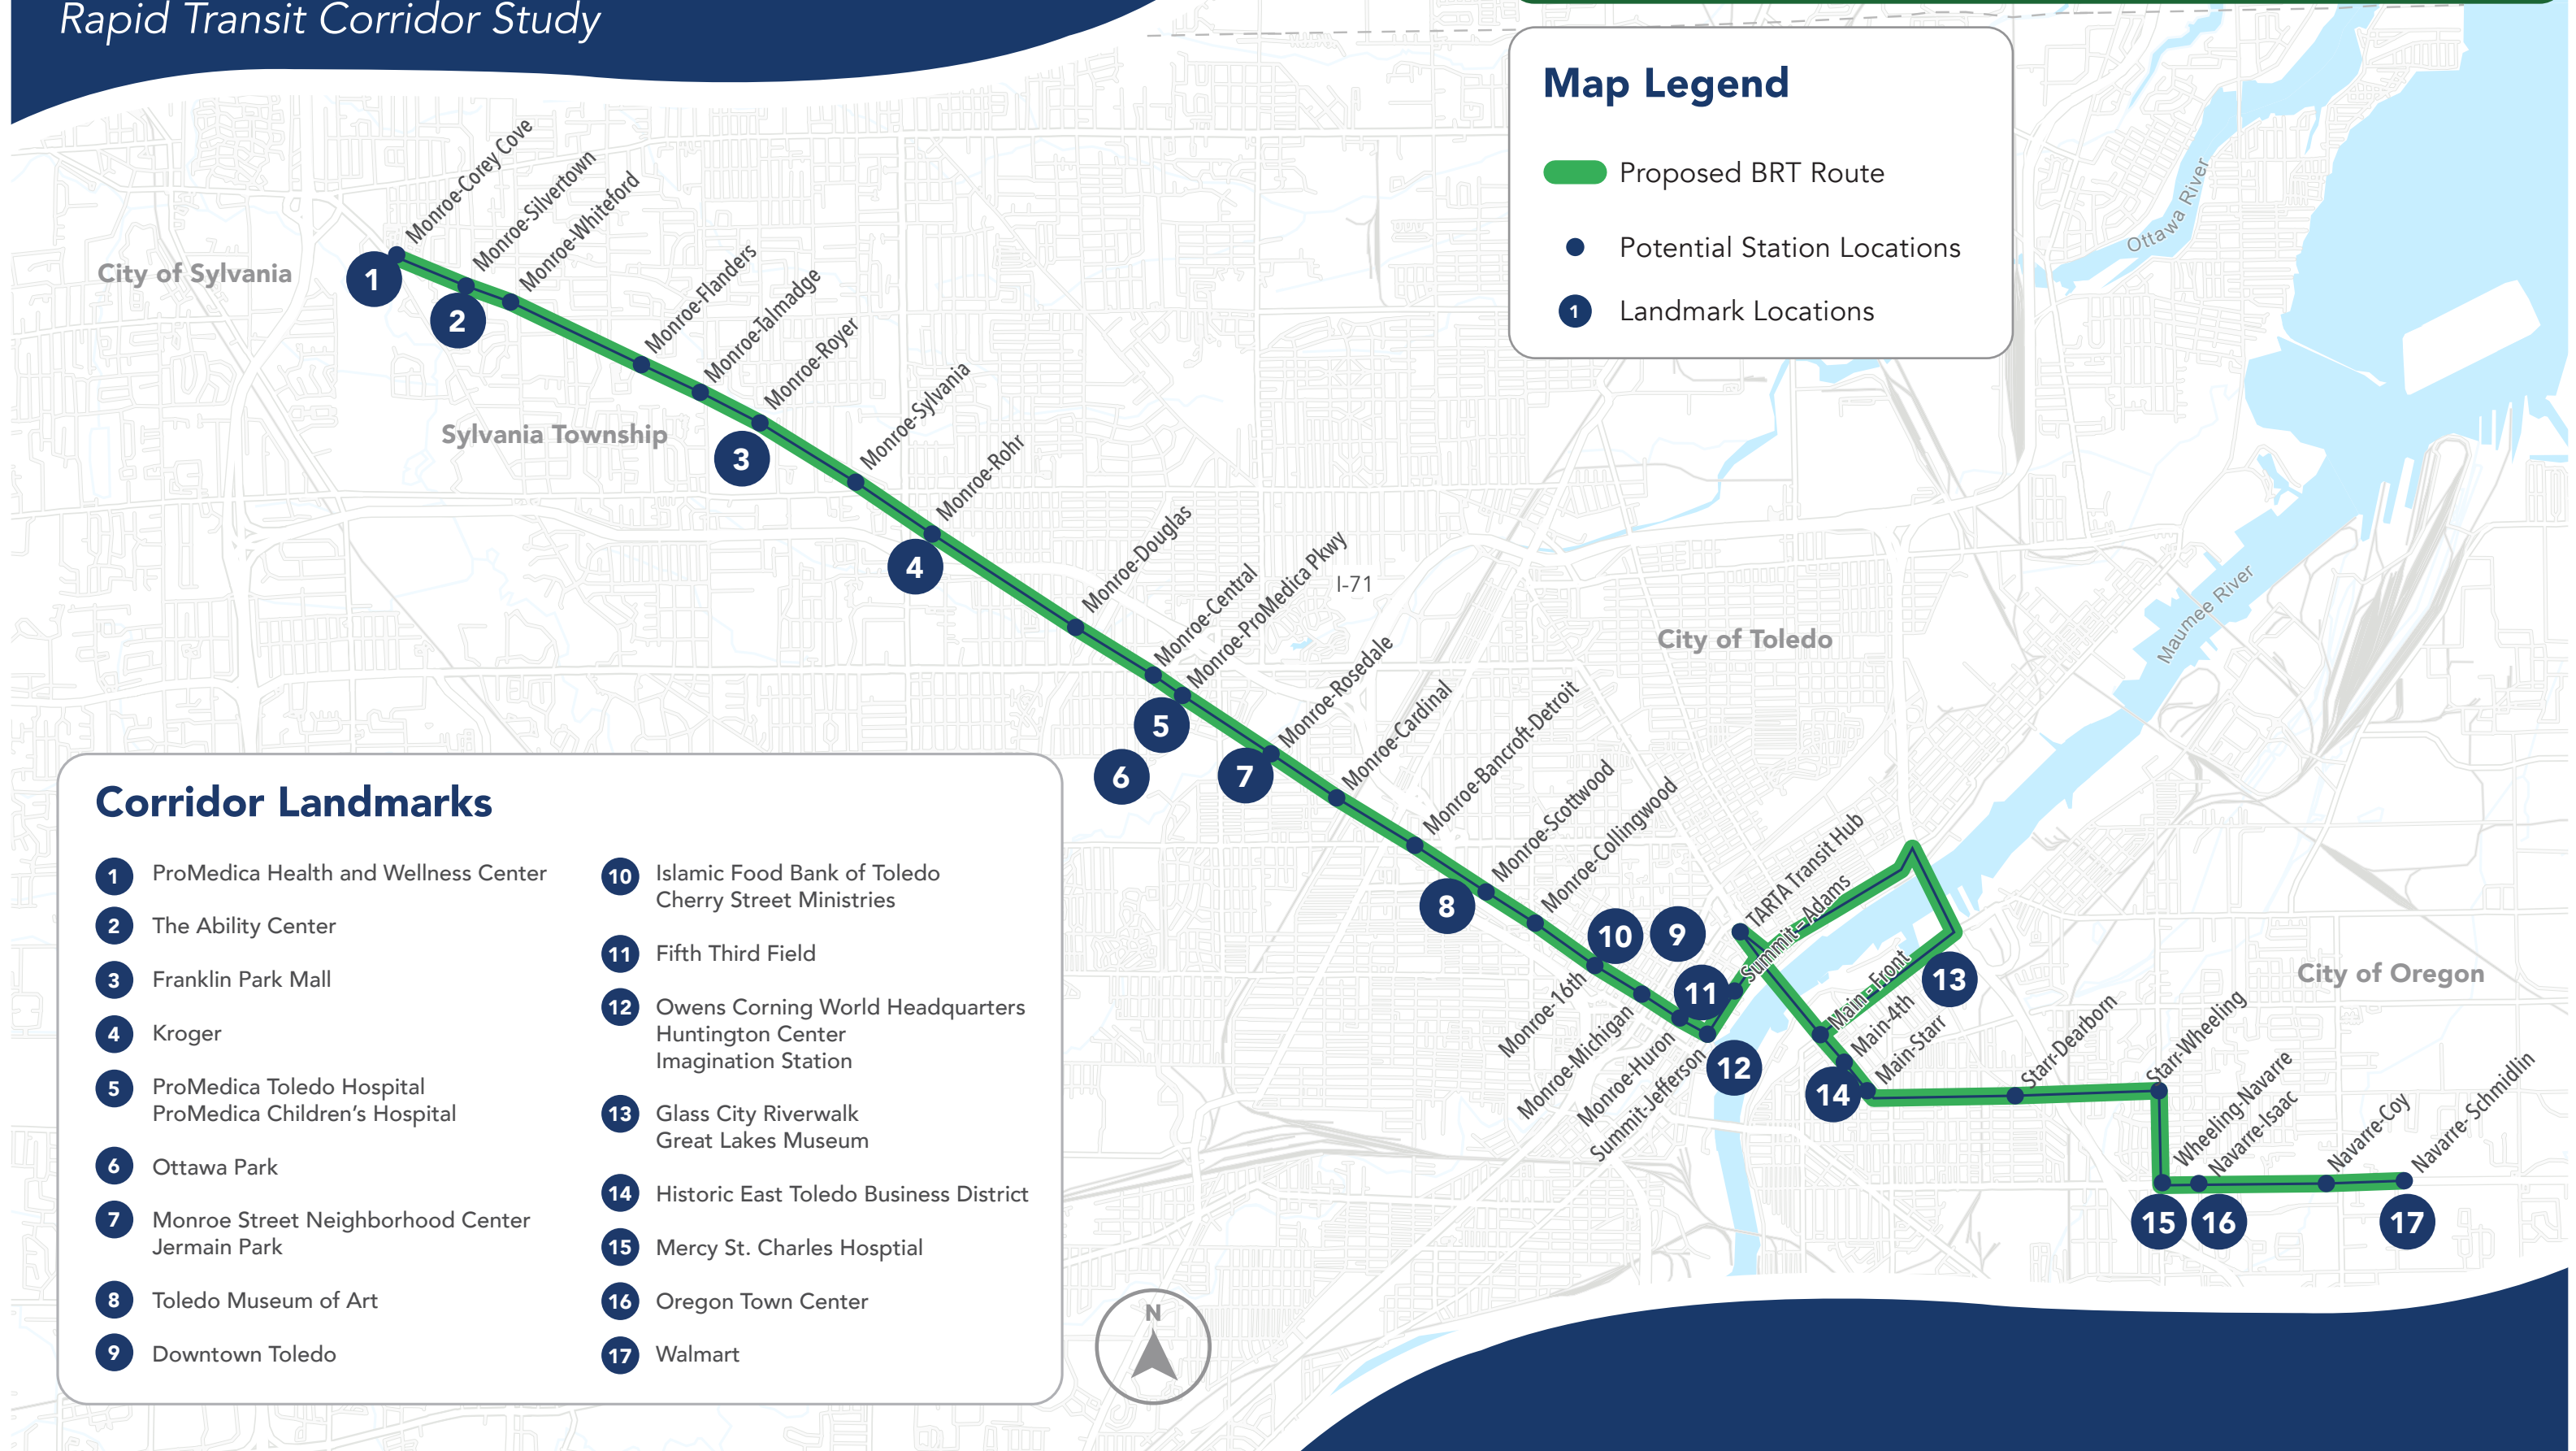 Rapid Transit Corridor Study
Map Legend
Proposed BRT Route
Potential Station Locations
1
Landmark Locations
Monroe-Corey Cove
Monroe-Silvertown
Monroe-Whiteford
Monroe-Flanders
Monroe-Talmadge
Monroe-Royer
Monroe-Sylvania
Monroe-Rohr
Monroe-Douglas
Monroe-Central
Monroe-ProMedica Pkwy
Monroe-Rosedale
Monroe-Cardinal
Monroe-Bancroft-Detroit
Monroe-Scottwood
Monroe-Collingwood
Monroe-16th
Monroe-Michigan
Monroe-Huron
Summit-Jefferson
TARTA Transit Hub
Summit – Adams
Main - Front
Main-4th
Main-Starr
Starr-Dearborn
Starr-Wheeling
Wheeling-Navarre
Navarre-Isaac
Navarre-Coy
Navarre- Schmidlin
City of Sylvania
Sylvania Township
City of Toledo
City of Oregon
I-71
Ottawa River
Maumee River
1
2
3
4
5
6
7
8
10
9
11
12
13
14
15
16
17
Corridor Landmarks
1 ProMedica Health and Wellness Center
2 The Ability Center
3 Franklin Park Mall
4 Kroger
5 ProMedica Toledo Hospital
ProMedica Children’s Hospital
6 Ottawa Park
7 Monroe Street Neighborhood Center
Jermain Park
8 Toledo Museum of Art
9 Downtown Toledo
10 Islamic Food Bank of Toledo
Cherry Street Ministries
11 Fifth Third Field
12 Owens Corning World Headquarters
Huntington Center
Imagination Station
13 Glass City Riverwalk
Great Lakes Museum
14 Historic East Toledo Business District
15 Mercy St. Charles Hosptial
16 Oregon Town Center
17 Walmart
N